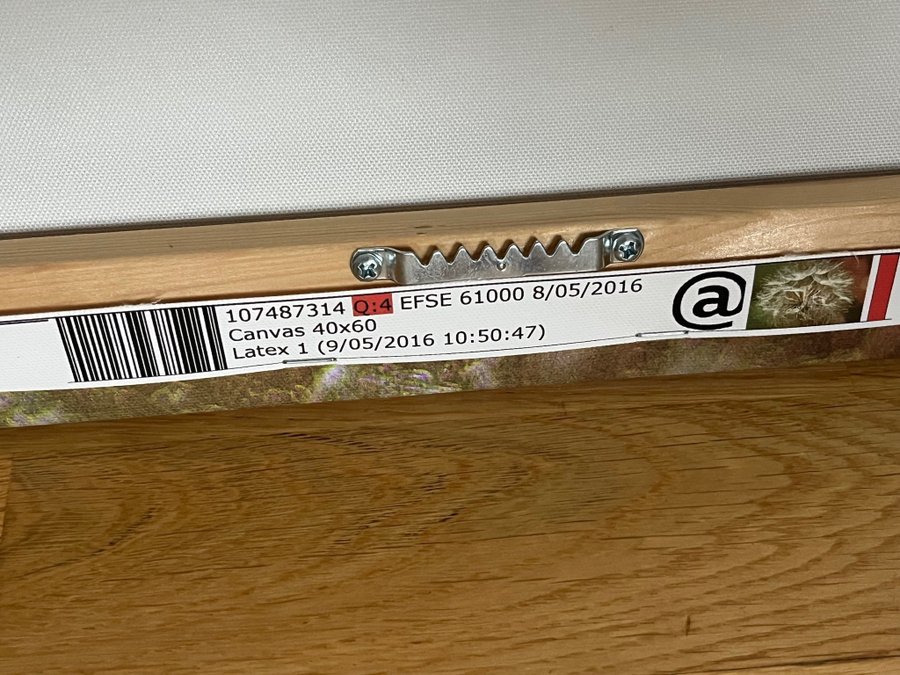 107487314 Q:4 EFSE 61000 8/05/2016
Canvas 40x60
Latex 1 (9/05/2016 10:50:47)
@